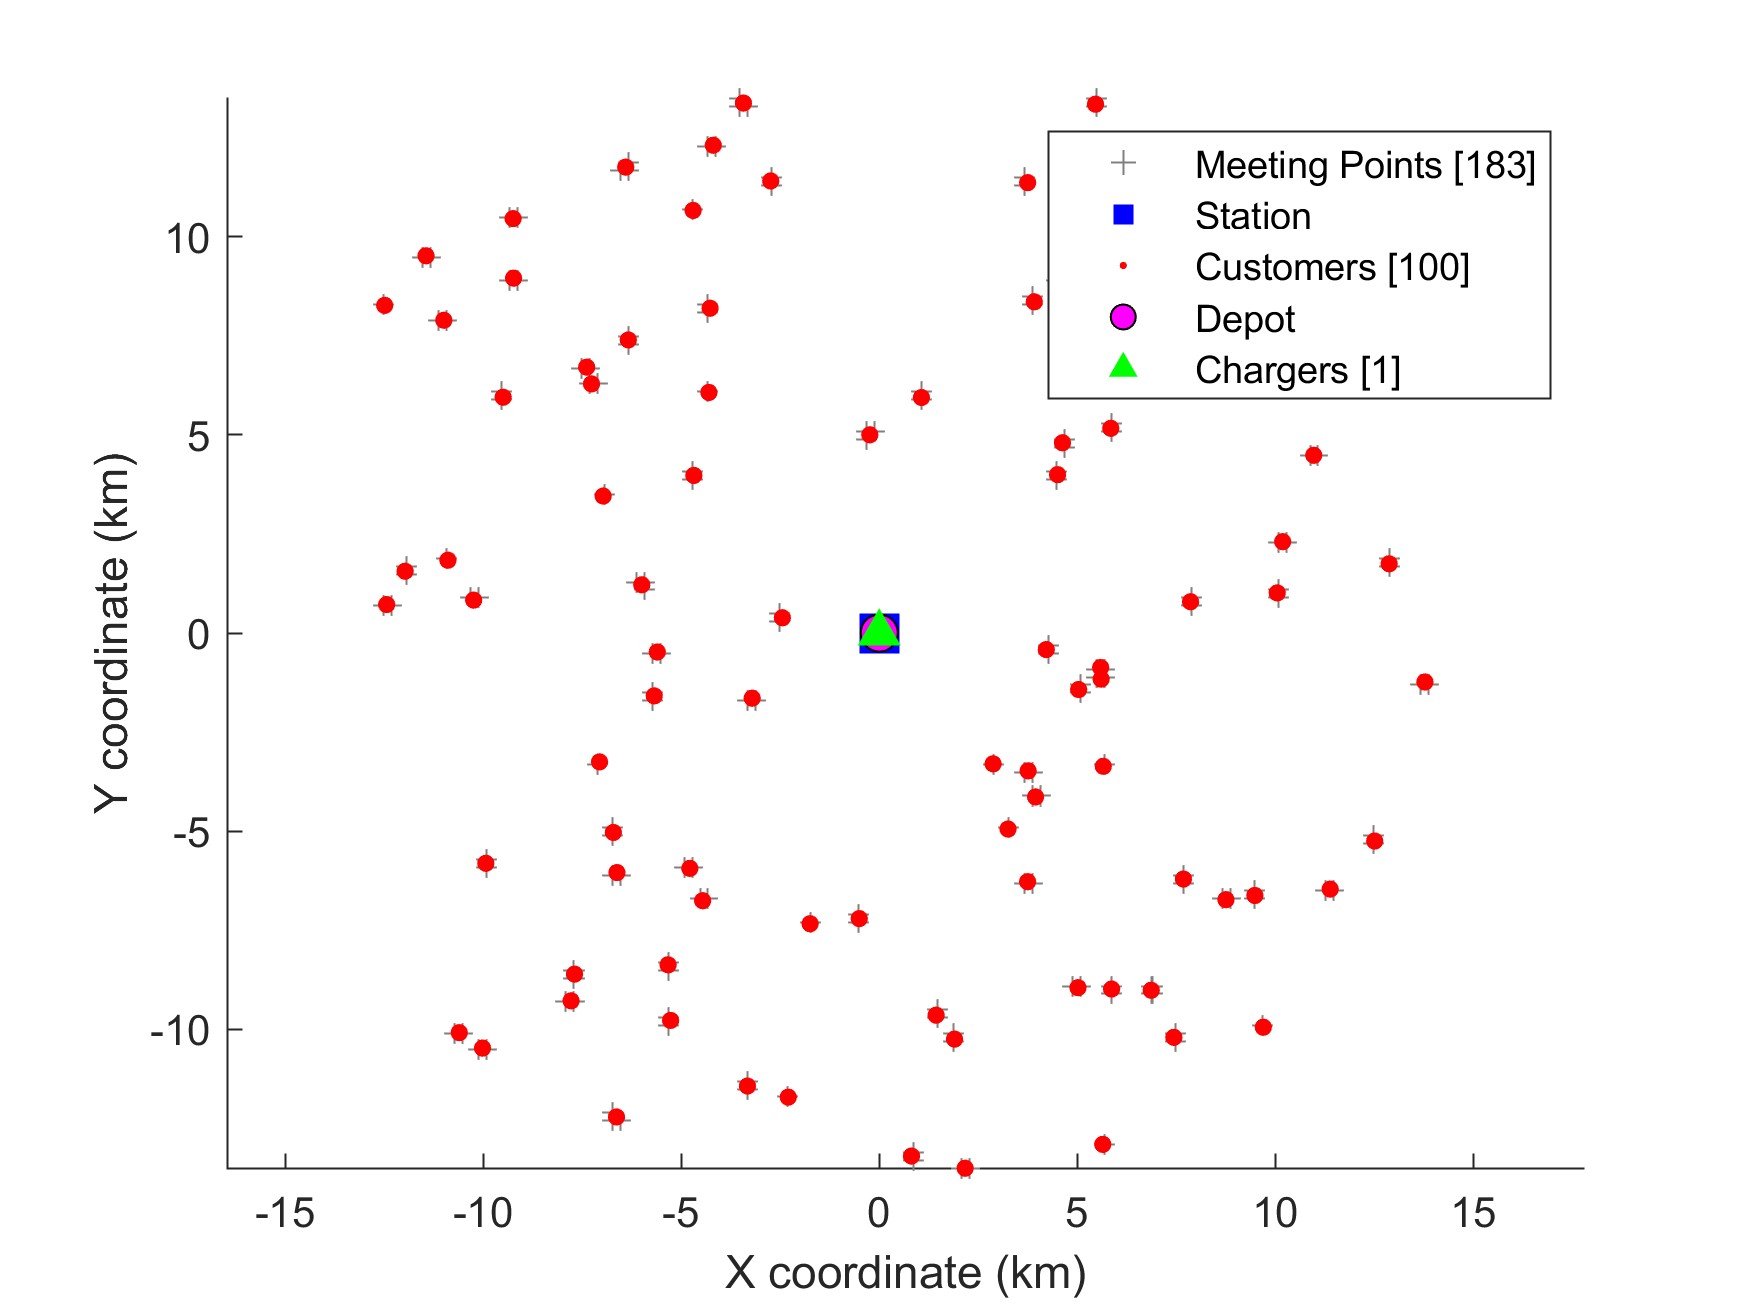 Meeting Points [183]
Station
Customers [100]
Depot
Chargers [1]
10
5
0
-5
-10
Y coordinate (km)
-15 -10 -5 0 5 10 15
X coordinate (km)